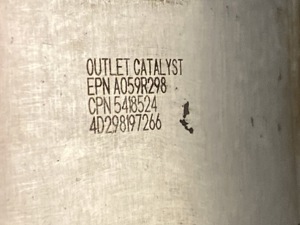 OUTLET CATALYST
EPN A059R298
CPN 5418524
4D298197266